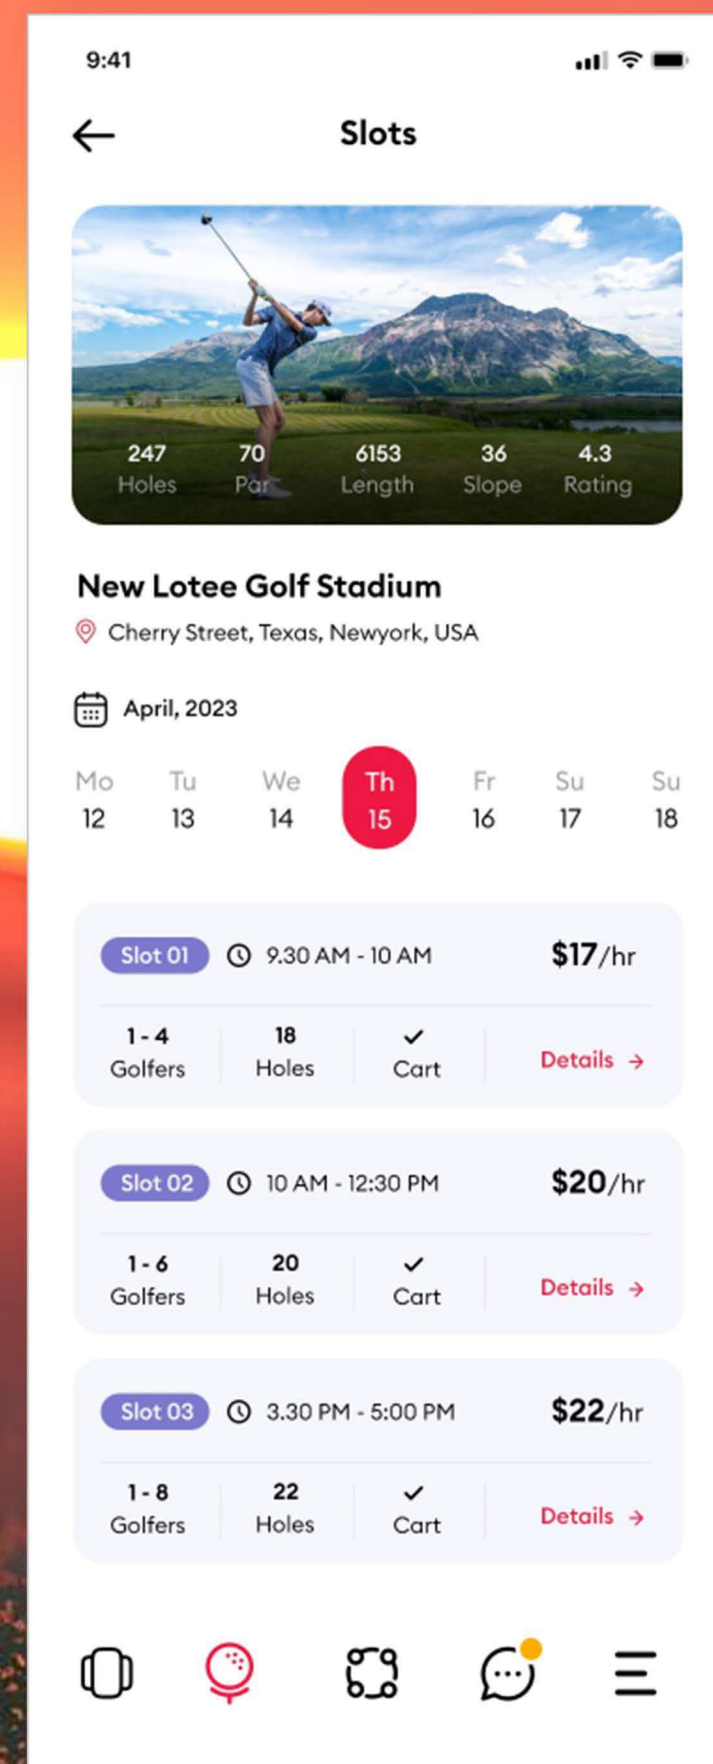 9:41
Slots
247 70 6153 36 4.3
Holes Par Length Slope Rating
New Lotee Golf Stadium
Cherry Street, Texas, Newyork, USA
April, 2023
Mo Tu We Th Fr Su Su
12 13 14 15 16 17 18
Slot 01 9.30 AM - 10 AM $17/hr
1 - 4 18
Golfers Holes Cart Details →
Slot 02 10 AM - 12:30 PM $20/hr
1 - 6 20
Golfers Holes Cart Details →
Slot 03 3.30 PM - 5:00 PM $22/hr
1 - 8 22
Golfers Holes Cart Details →